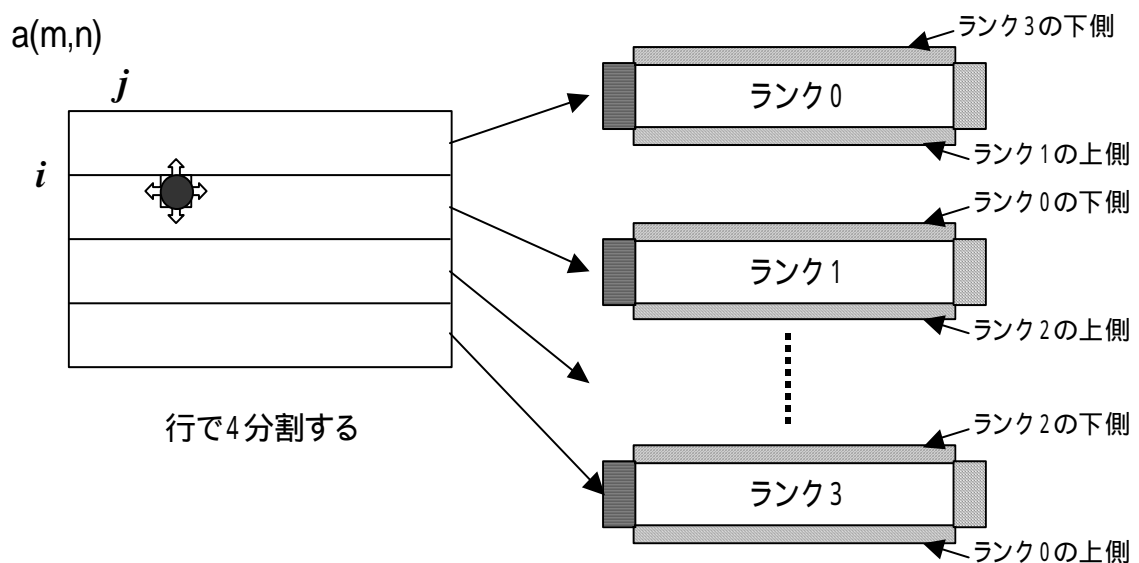 a(m,n)
j
i
行で4分割する
ランク3の下側
ランク0
ランク1の上側
ランク0の下側
ランク1
ランク2の上側
ランク2の下側
ランク3
ランク0の上側